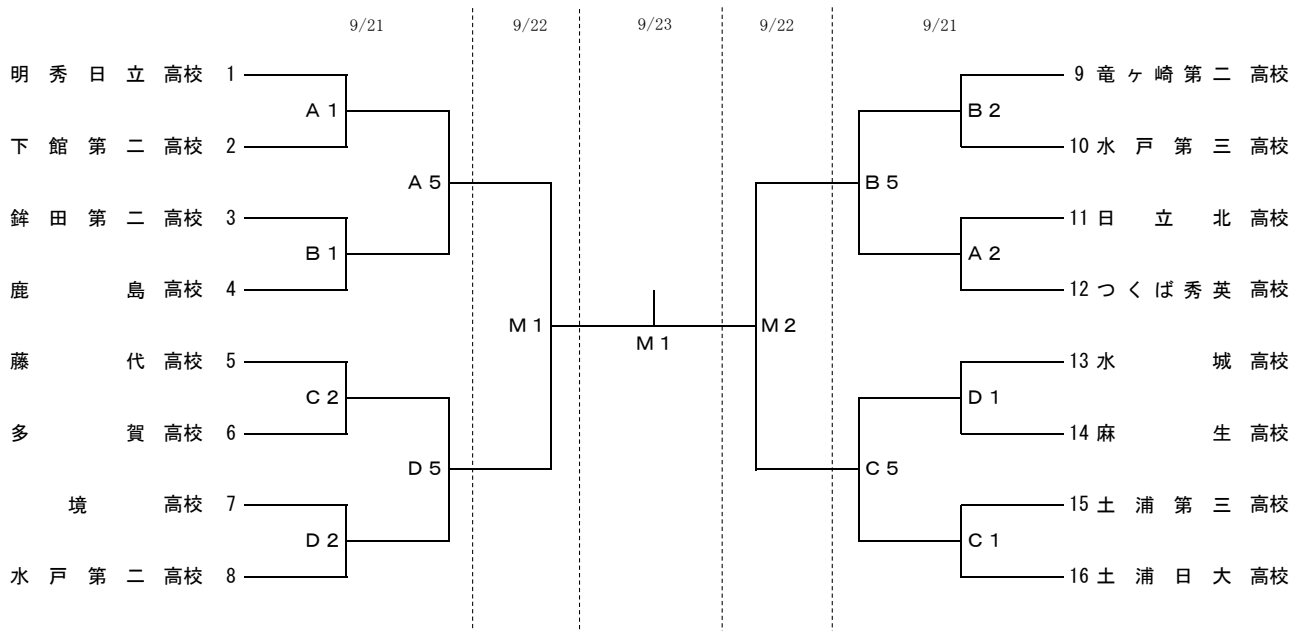 9/21 9/22 9/23 9/22 9/21
明秀日立高校 1 9 竜ヶ崎第二高校
A1 B2
下館第二高校 2 10 水戸第三高校
A5 B5
鉾田第二高校 3 11 日立北高校
B1 A2
鹿島高校 4 12 つくば秀英高校
M1 M1 M2
藤代高校 5 13 水城高校
C2 D1
多賀高校 6 14 麻生高校
D5 C5
境高校 7 15 土浦第三高校
D2 C1
水戸第二高校 8 16 土浦日大高校